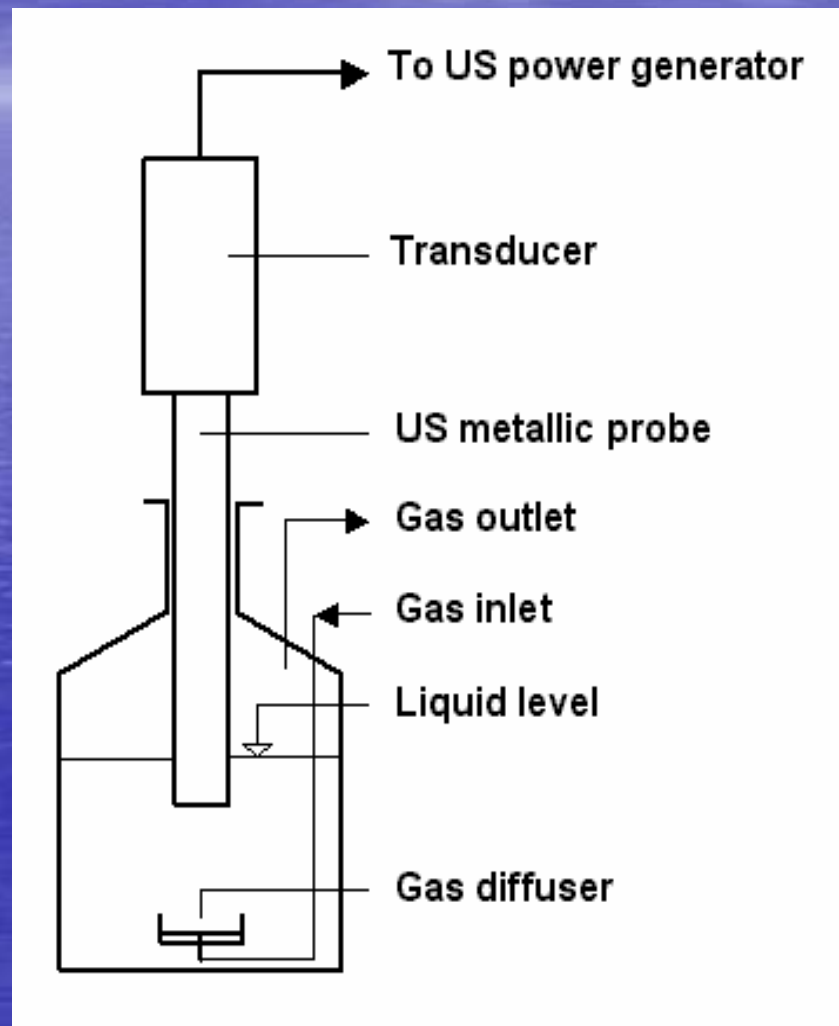 To US power generator
Transducer
US metallic probe
Gas outlet
Gas inlet
Liquid level
Gas diffuser